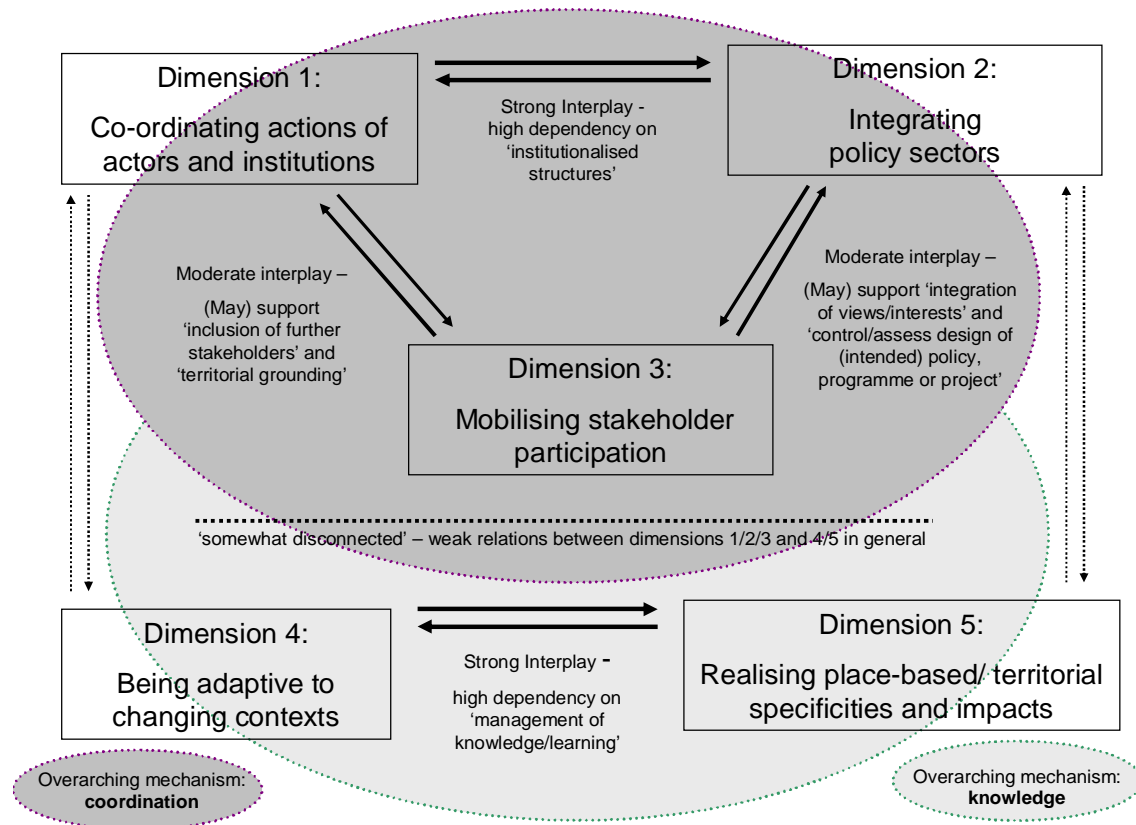 Dimension 1:
Co-ordinating actions of
actors and institutions
Strong Interplay -
high dependency on
‘institutionalised
structures’
Dimension 2:
Integrating
policy sectors
Moderate interplay –
(May) support
‘inclusion of further
stakeholders’ and
‘territorial grounding’
Moderate interplay –
(May) support ‘integration
of views/interests’ and
‘control/assess design of
(intended) policy,
programme or project’
Dimension 3:
Mobilising stakeholder
participation
‘somewhat disconnected’ – weak relations between dimensions 1/2/3 and 4/5 in general
Dimension 4:
Being adaptive to
changing contexts
Strong Interplay -
high dependency on
‘management of
knowledge/learning’
Dimension 5:
Realising place-based/ territorial
specificities and impacts
Overarching mechanism:
coordination
Overarching mechanism:
knowledge